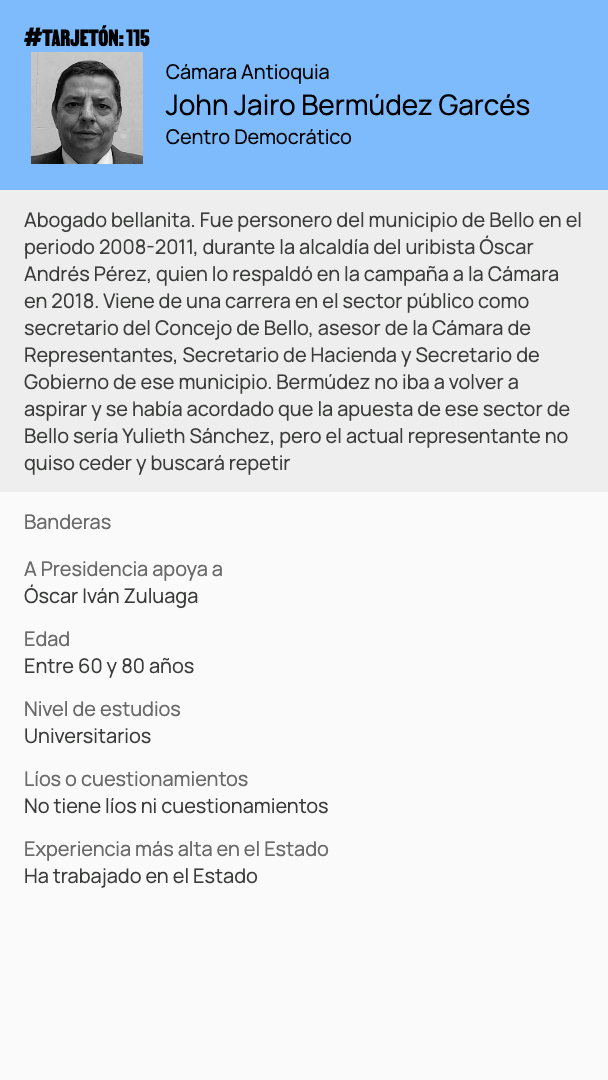 #TARJETÓN: 115
Cámara Antioquia
John Jairo Bermúdez Garcés
Centro Democrático
Abogado bellanita. Fue personero del municipio de Bello en el
periodo 2008-2011, durante la alcaldía del uribista Óscar
Andrés Pérez, quien lo respaldó en la campaña a la Cámara
en 2018. Viene de una carrera en el sector público como
secretario del Concejo de Bello, asesor de la Cámara de
Representantes, Secretario de Hacienda y Secretario de
Gobierno de ese municipio. Bermúdez no iba a volver a
aspirar y se había acordado que la apuesta de ese sector de
Bello sería Yulieth Sánchez, pero el actual representante no
quiso ceder y buscará repetir
Banderas
A Presidencia apoya a
Óscar Iván Zuluaga
Edad
Entre 60 y 80 años
Nivel de estudios
Universitarios
Líos o cuestionamientos
No tiene líos ni cuestionamientos
Experiencia más alta en el Estado
Ha trabajado en el Estado